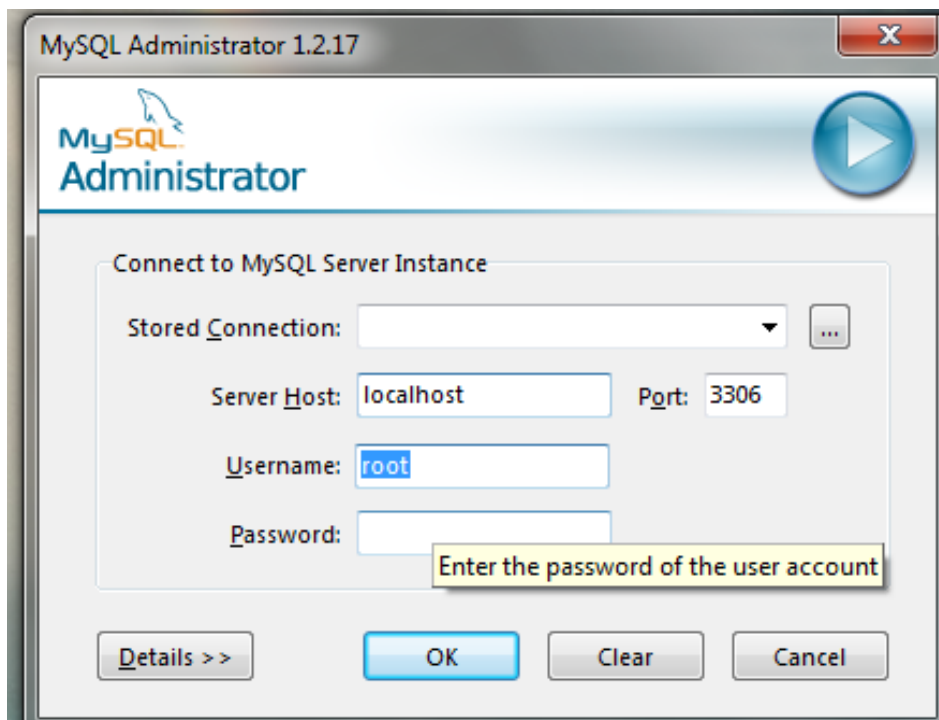 MySQL Administrator 1.2.17
MySQL
Administrator
Connect to MySQL Server Instance
Stored Connection:
...
Server Host: localhost Port: 3306
Username: root
Password:
Enter the password of the user account
Details >> OK Clear Cancel